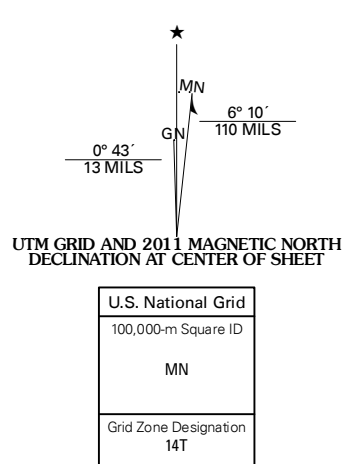 ★
MN
GN
6° 10´
110 MILS
0° 43´
13 MILS
UTM GRID AND 2011 MAGNETIC NORTH
DECLINATION AT CENTER OF SHEET
U.S. National Grid
100,000-m Square ID
MN
Grid Zone Designation
14T